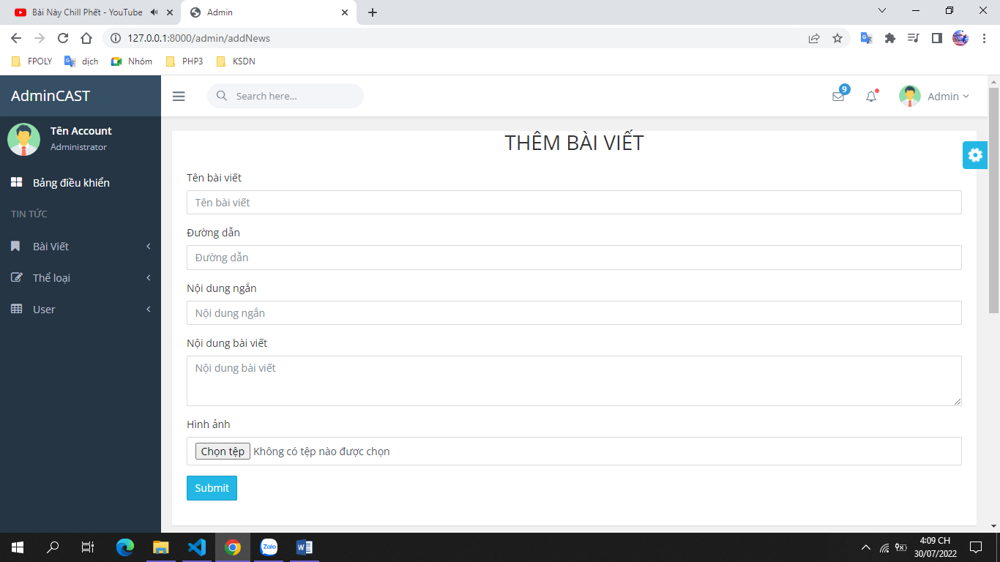 Bài Này Chill Phết - YouTube
Admin
127.0.0.1:8000/admin/addNews
FPOLY
dịch
Nhóm
PHP3
KSDN
AdminCAST
Search here...
9
Admin
Tên Account
Administrator
Bảng điều khiển
TIN TỨC
Bài Viết
Thể loại
User
THÊM BÀI VIẾT
Tên bài viết
Tên bài viết
Đường dẫn
Đường dẫn
Nội dung ngắn
Nội dung ngắn
Nội dung bài viết
Nội dung bài viết
Hình ảnh
Chọn tệp Không có tệp nào được chọn
Submit
Zalo
4:09 CH
30/07/2022